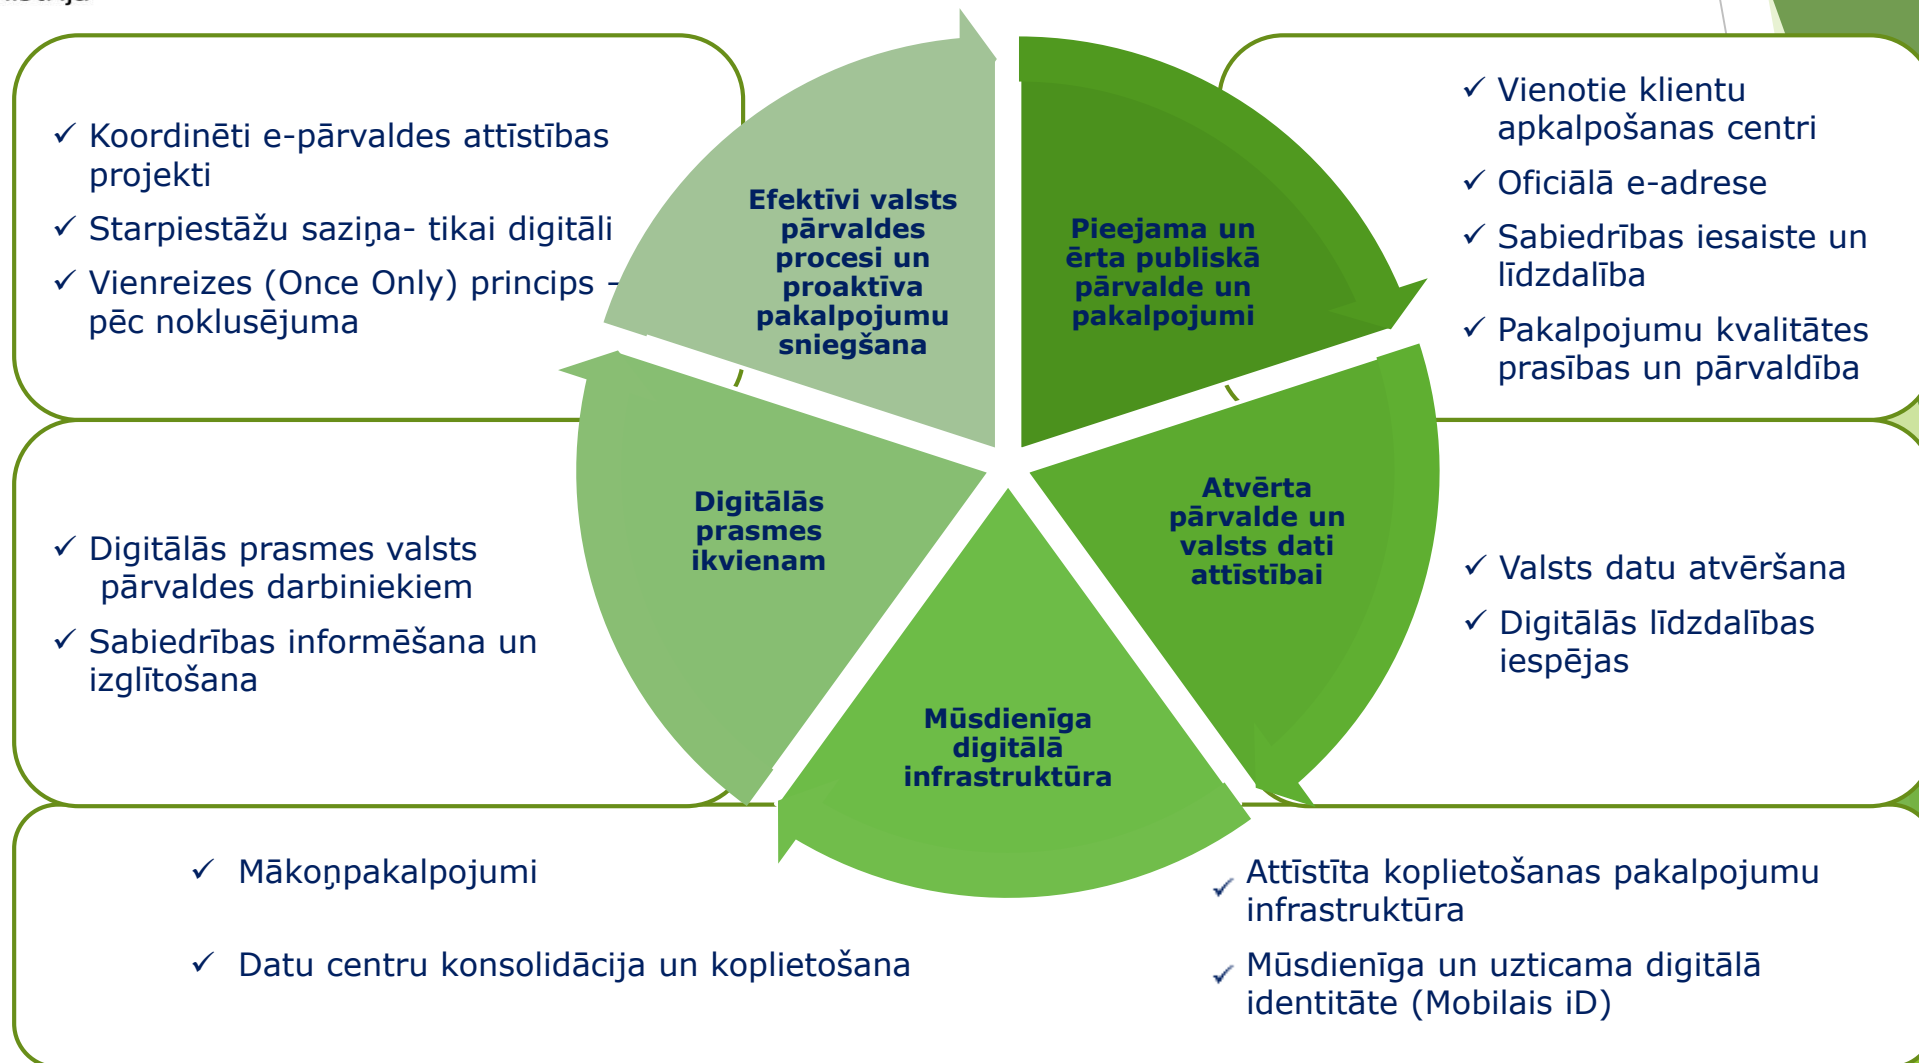 Koordinēti e-pārvaldes attīstības
projekti
Starpiestāžu saziņa- tikai digitāli
Vienreizes (Once Only) princips -
pēc noklusējuma
Efektīvi valsts
pārvaldes
procesi un
proaktīva
pakalpojumu
sniegšana
Pieejama un
ērta publiskā
pārvalde un
pakalpojumi
Vienotie klientu
apkalpošanas centri
Oficiālā e-adrese
Sabiedrības iesaiste un
līdzdalība
Pakalpojumu kvalitātes
prasības un pārvaldība
Digitālās prasmes valsts
pārvaldes darbiniekiem
Sabiedrības informēšana un
izglītošana
Digitālās
prasmes
ikvienam
Atvērta
pārvalde un
valsts dati
attīstībai
Valsts datu atvēršana
Digitālās līdzdalības
iespējas
Mūsdienīga
digitālā
infrastruktūra
Mākoņpakalpojumi
Datu centru konsolidācija un koplietošana
Attīstīta koplietošanas pakalpojumu
infrastruktūra
Mūsdienīga un uzticama digitālā
identitāte (Mobilais iD)